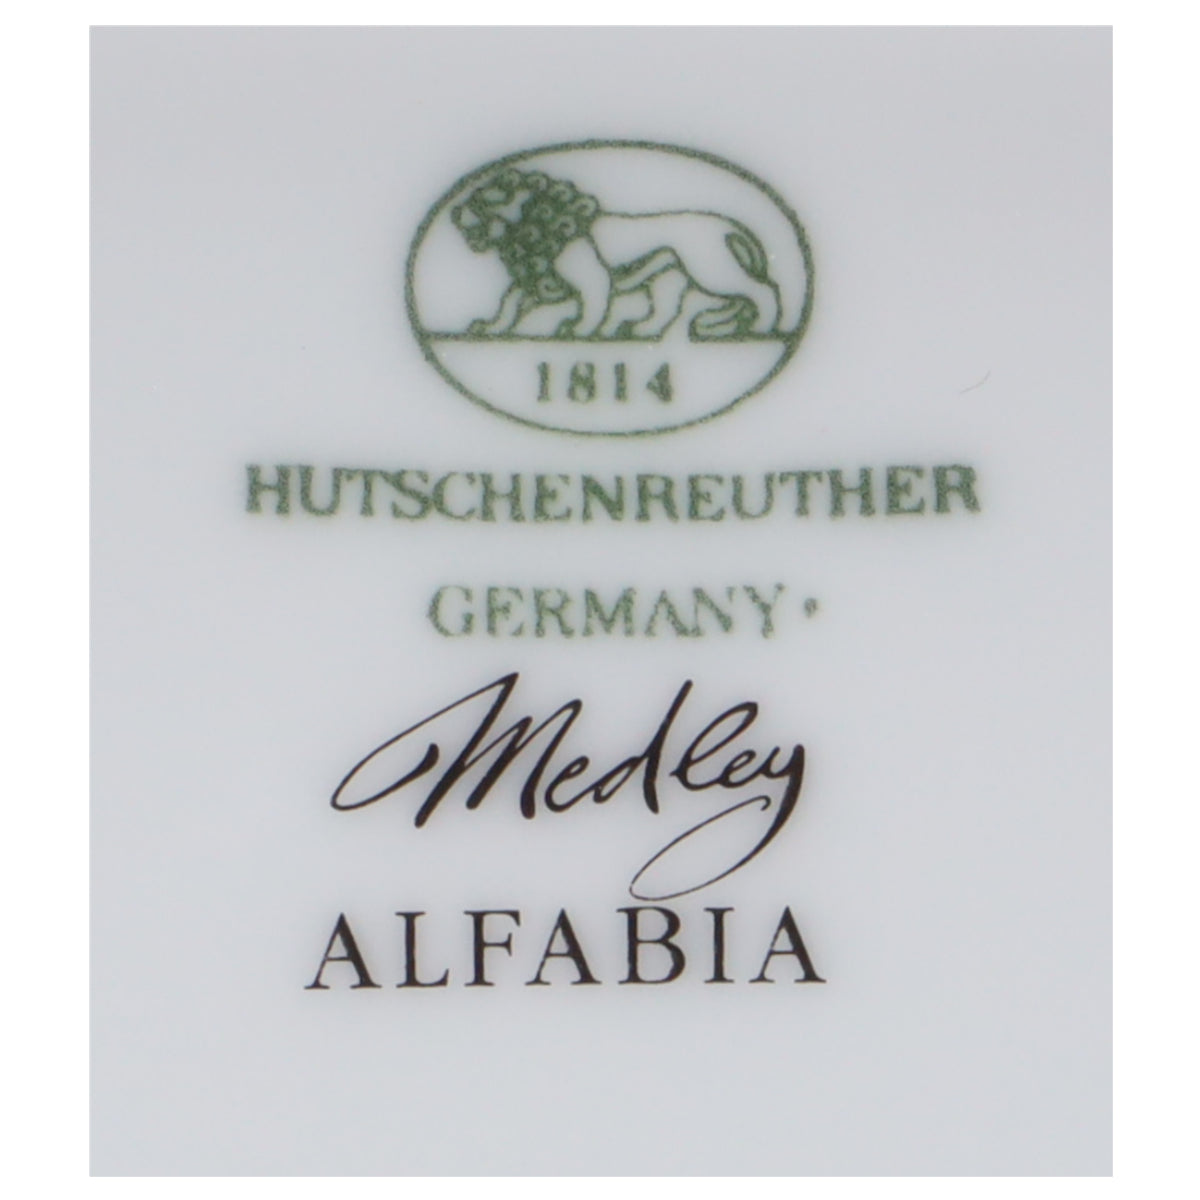 1814
HUTSCHENREUTHER
GERMANY
Medley
ALFABIA